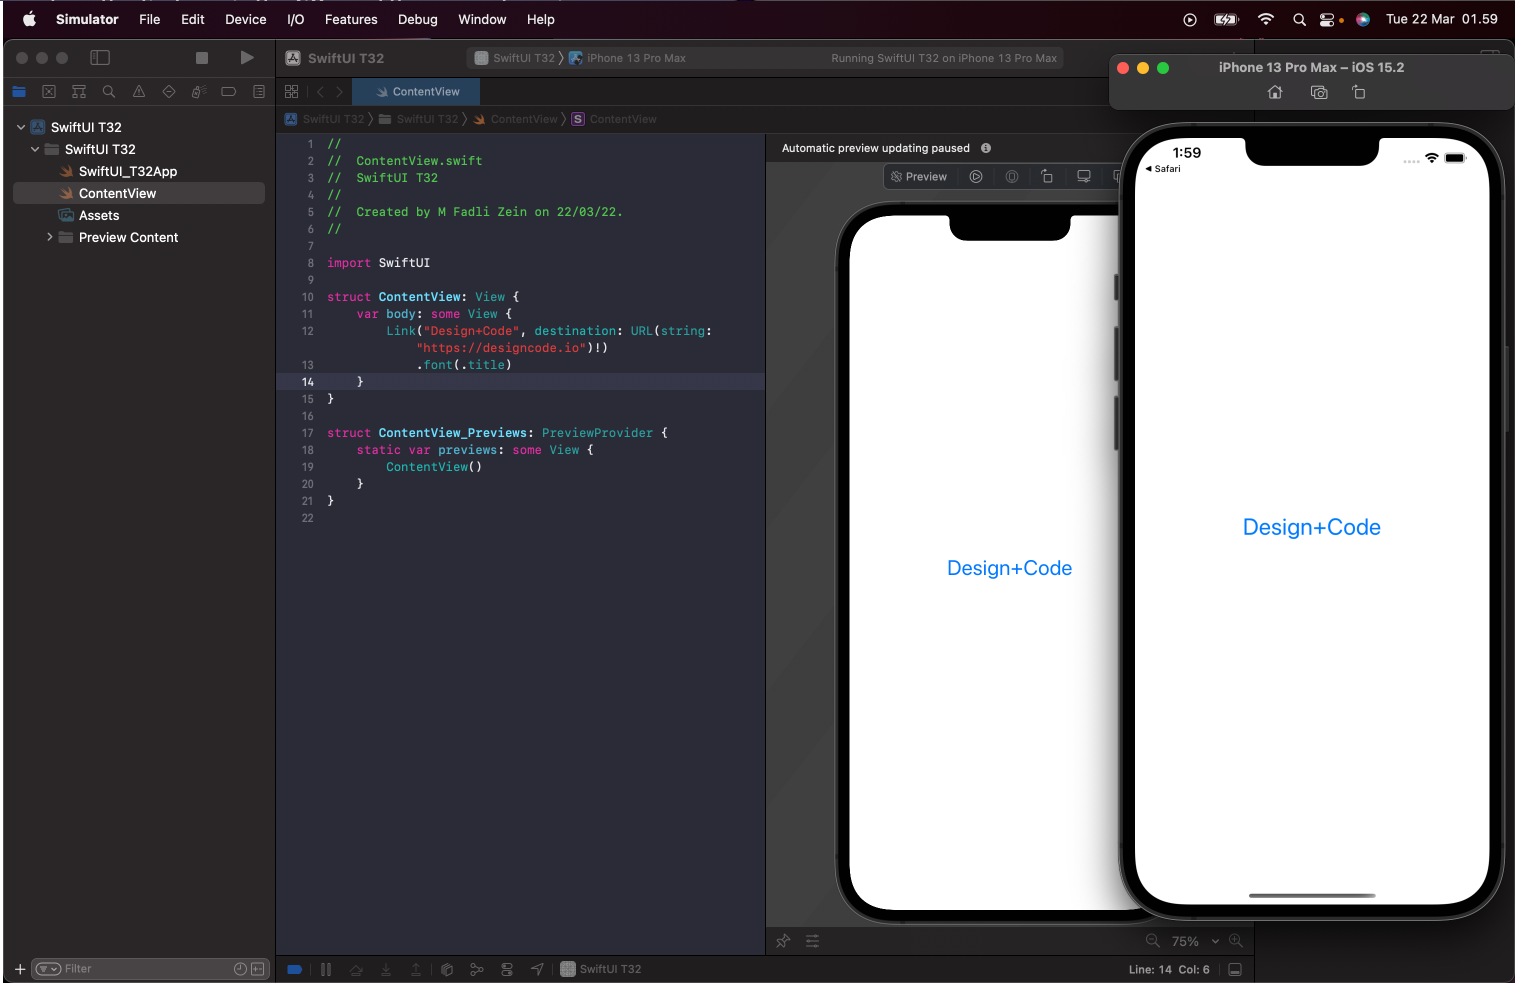 Simulator File Edit Device I/O Features Debug Window Help Tue 22 Mar 01.59
SwiftUI T32 SwiftUI T32 iPhone 13 Pro Max Running SwiftUI T32 on iPhone 13 Pro Max
iPhone 13 Pro Max – iOS 15.2
ContentView
SwiftUI T32 SwiftUI T32 ContentView S ContentView
SwiftUI T32
SwiftUI T32
SwiftUI_T32App
ContentView
Assets
Preview Content
1 //
2 // ContentView.swift
3 // SwiftUI T32
4 //
5 // Created by M Fadli Zein on 22/03/22.
6 //
7
8 import SwiftUI
9
10 struct ContentView: View {
11 var body: some View {
12 Link("Design+Code", destination: URL(string:
"https://designcode.io")!)
13 .font(.title)
14 }
15 }
16
17 struct ContentView_Previews: PreviewProvider {
18 static var previews: some View {
19 ContentView()
20 }
21 }
22
Automatic preview updating paused
Preview
Design+Code
1:59
Safari
Design+Code
75%
Filter
SwiftUI T32
Line: 14 Col: 6